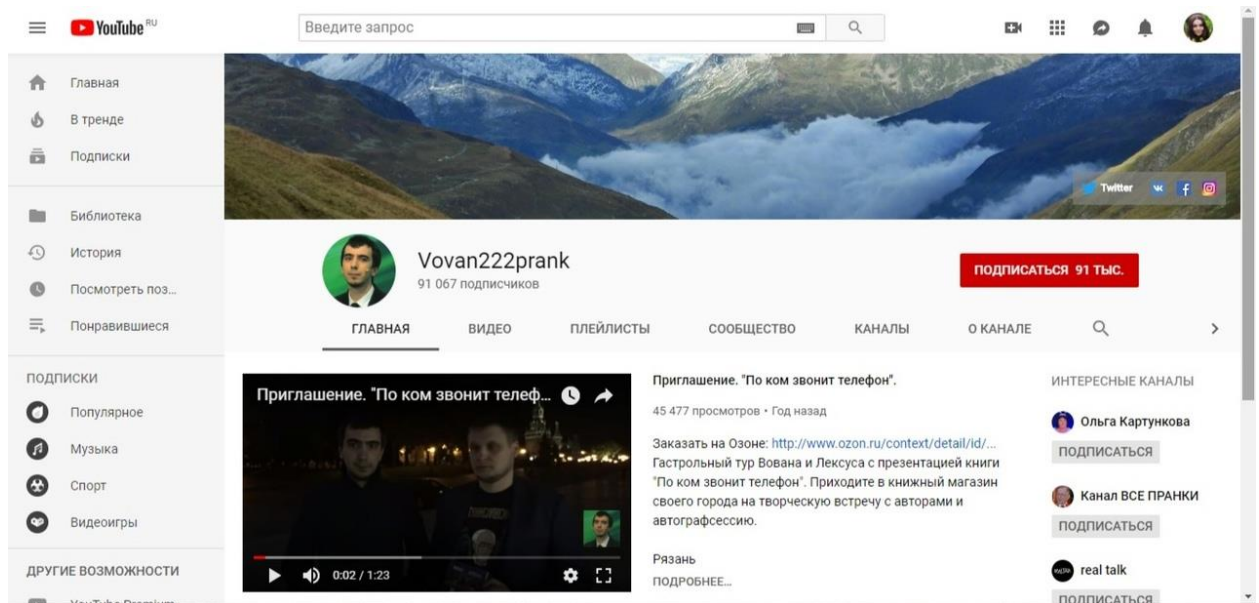 YouTube RU
Введите запрос
Главная
В тренде
Подписки
Библиотека
История
Посмотреть поз...
Понравившиеся
ПОДПИСКИ
Популярное
Музыка
Спорт
Видеоигры
ДРУГИЕ ВОЗМОЖНОСТИ
YouTube Premium
Twitter
Vovan222prank
91 067 подписчиков
ПОДПИСАТЬСЯ 91 ТЫС.
ГЛАВНАЯ ВИДЕО ПЛЕЙЛИСТЫ СООБЩЕСТВО КАНАЛЫ О КАНАЛЕ
Приглашение. "По ком звонит телеф...
0:02 / 1:23
Приглашение. "По ком звонит телефон".
45 477 просмотров • Год назад
Заказать на Озоне: http://www.ozon.ru/context/detail/id/...
Гастрольный тур Вована и Лексуса с презентацией книги
"По ком звонит телефон". Приходите в книжный магазин
своего города на творческую встречу с авторами и
автографсессию.
Рязань
ПОДРОБНЕЕ...
ИНТЕРЕСНЫЕ КАНАЛЫ
Ольга Картункова
ПОДПИСАТЬСЯ
Канал ВСЕ ПРАНКИ
ПОДПИСАТЬСЯ
real talk
ПОДПИСАТЬСЯ